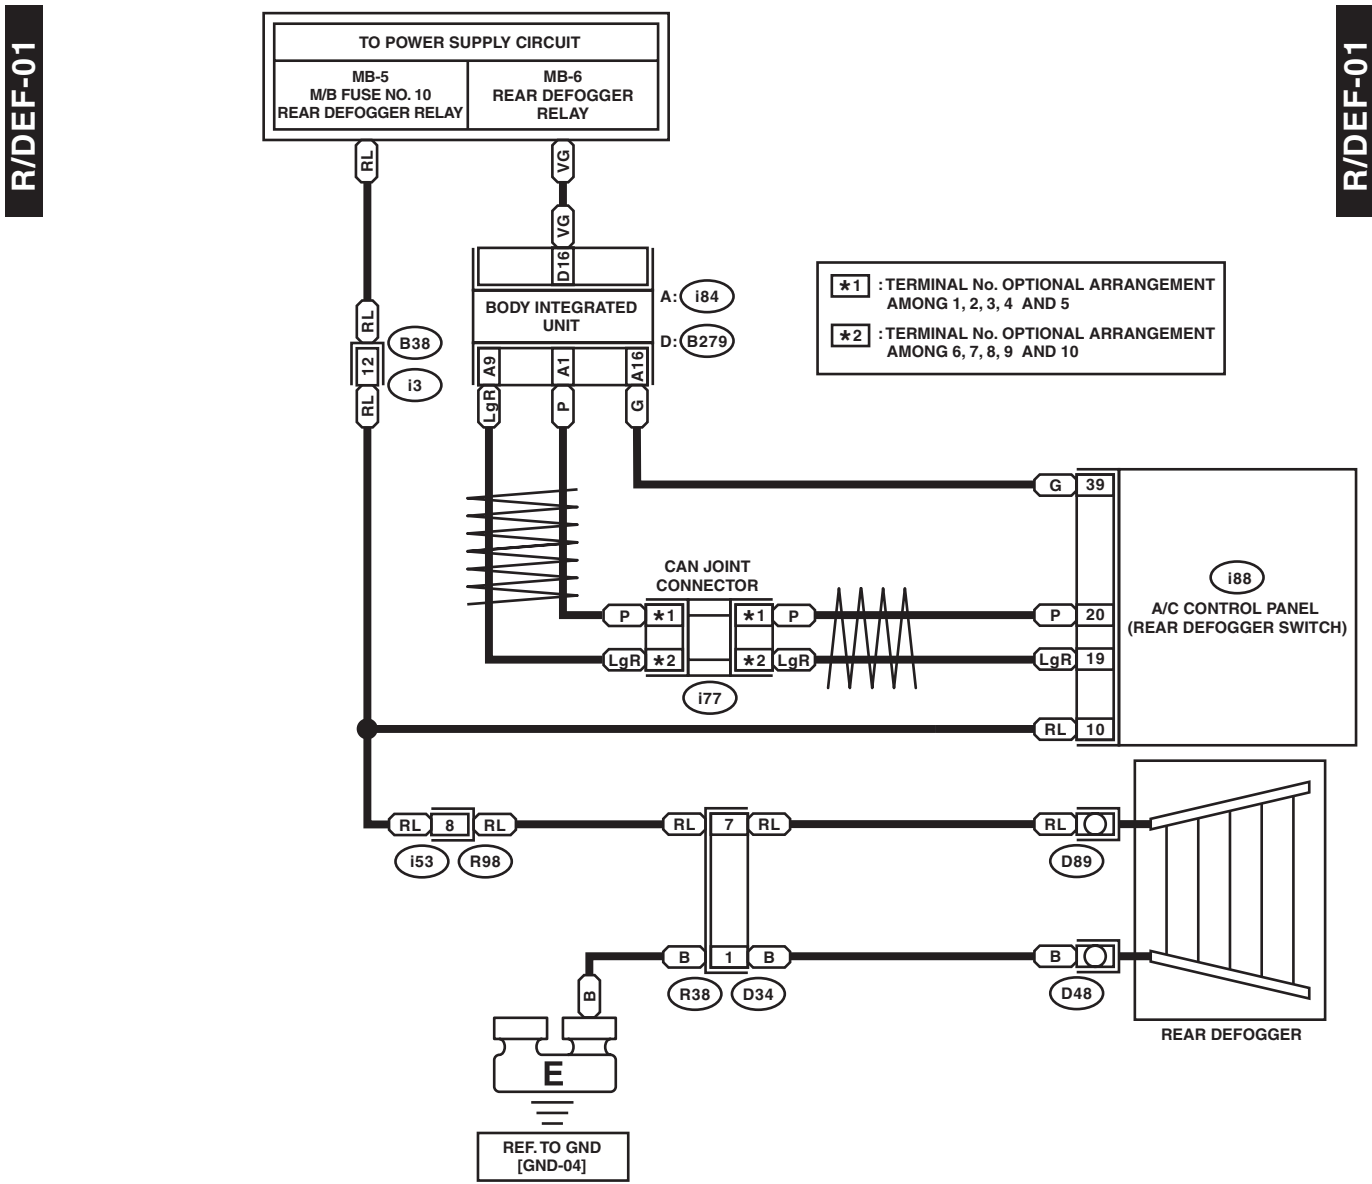 R/DEF-01
R/DEF-01
TO POWER SUPPLY CIRCUIT
MB-5
M/B FUSE NO. 10
REAR DEFOGGER RELAY
MB-6
REAR DEFOGGER
RELAY
RL
VG
VG
D16
BODY INTEGRATED
UNIT
A: i84
D: B279
*1 : TERMINAL No. OPTIONAL ARRANGEMENT
AMONG 1, 2, 3, 4 AND 5
*2 : TERMINAL No. OPTIONAL ARRANGEMENT
AMONG 6, 7, 8, 9 AND 10
RL
B38
12
i3
RL
A9
A1
A16
LgR
P
G
G 39
CAN JOINT
CONNECTOR
P *1 *1 P
P 20
LgR *2 *2 LgR
LgR 19
i77
i88
A/C CONTROL PANEL
(REAR DEFOGGER SWITCH)
RL 10
RL 8 RL
RL 7 RL
RL
i53 R98
D89
B 1 B
B
R38 D34
D48
B
REAR DEFOGGER
E
REF. TO GND
[GND-04]